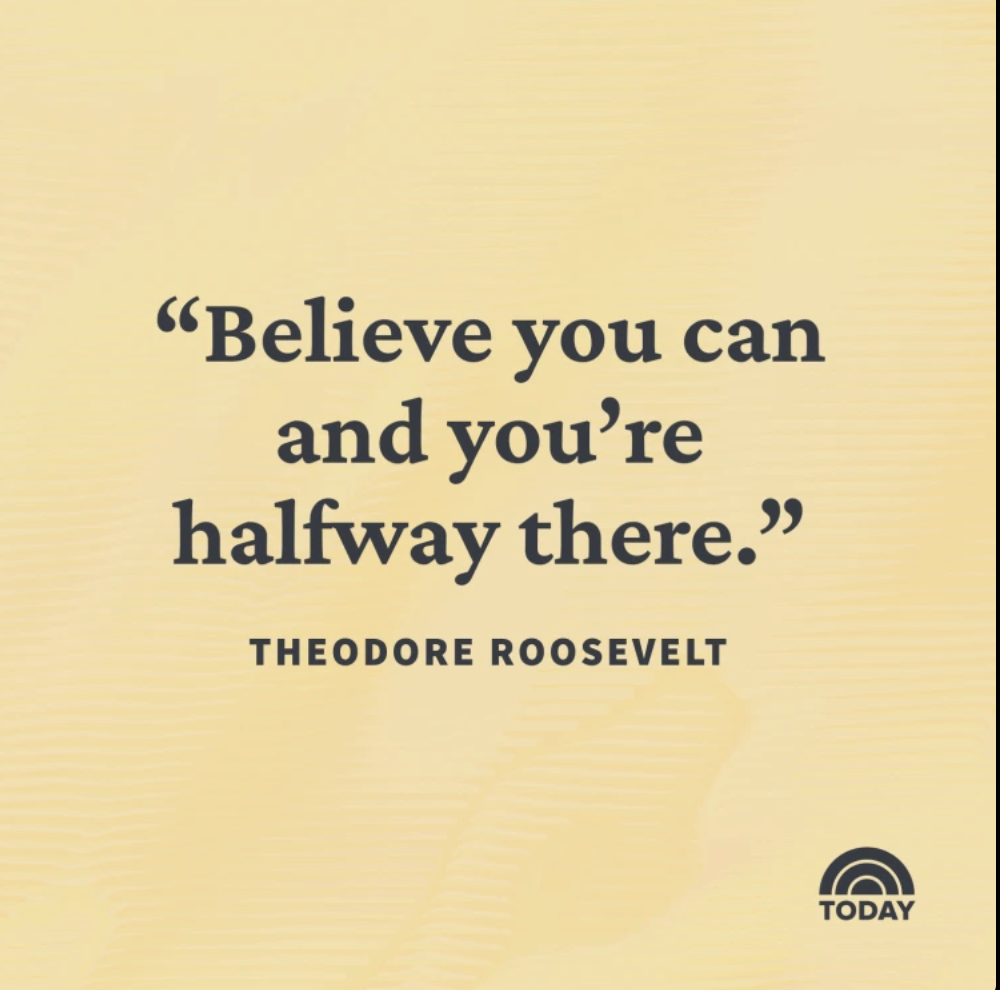 “Believe you can
and you’re
halfway there.”
THEODORE ROOSEVELT
TODAY